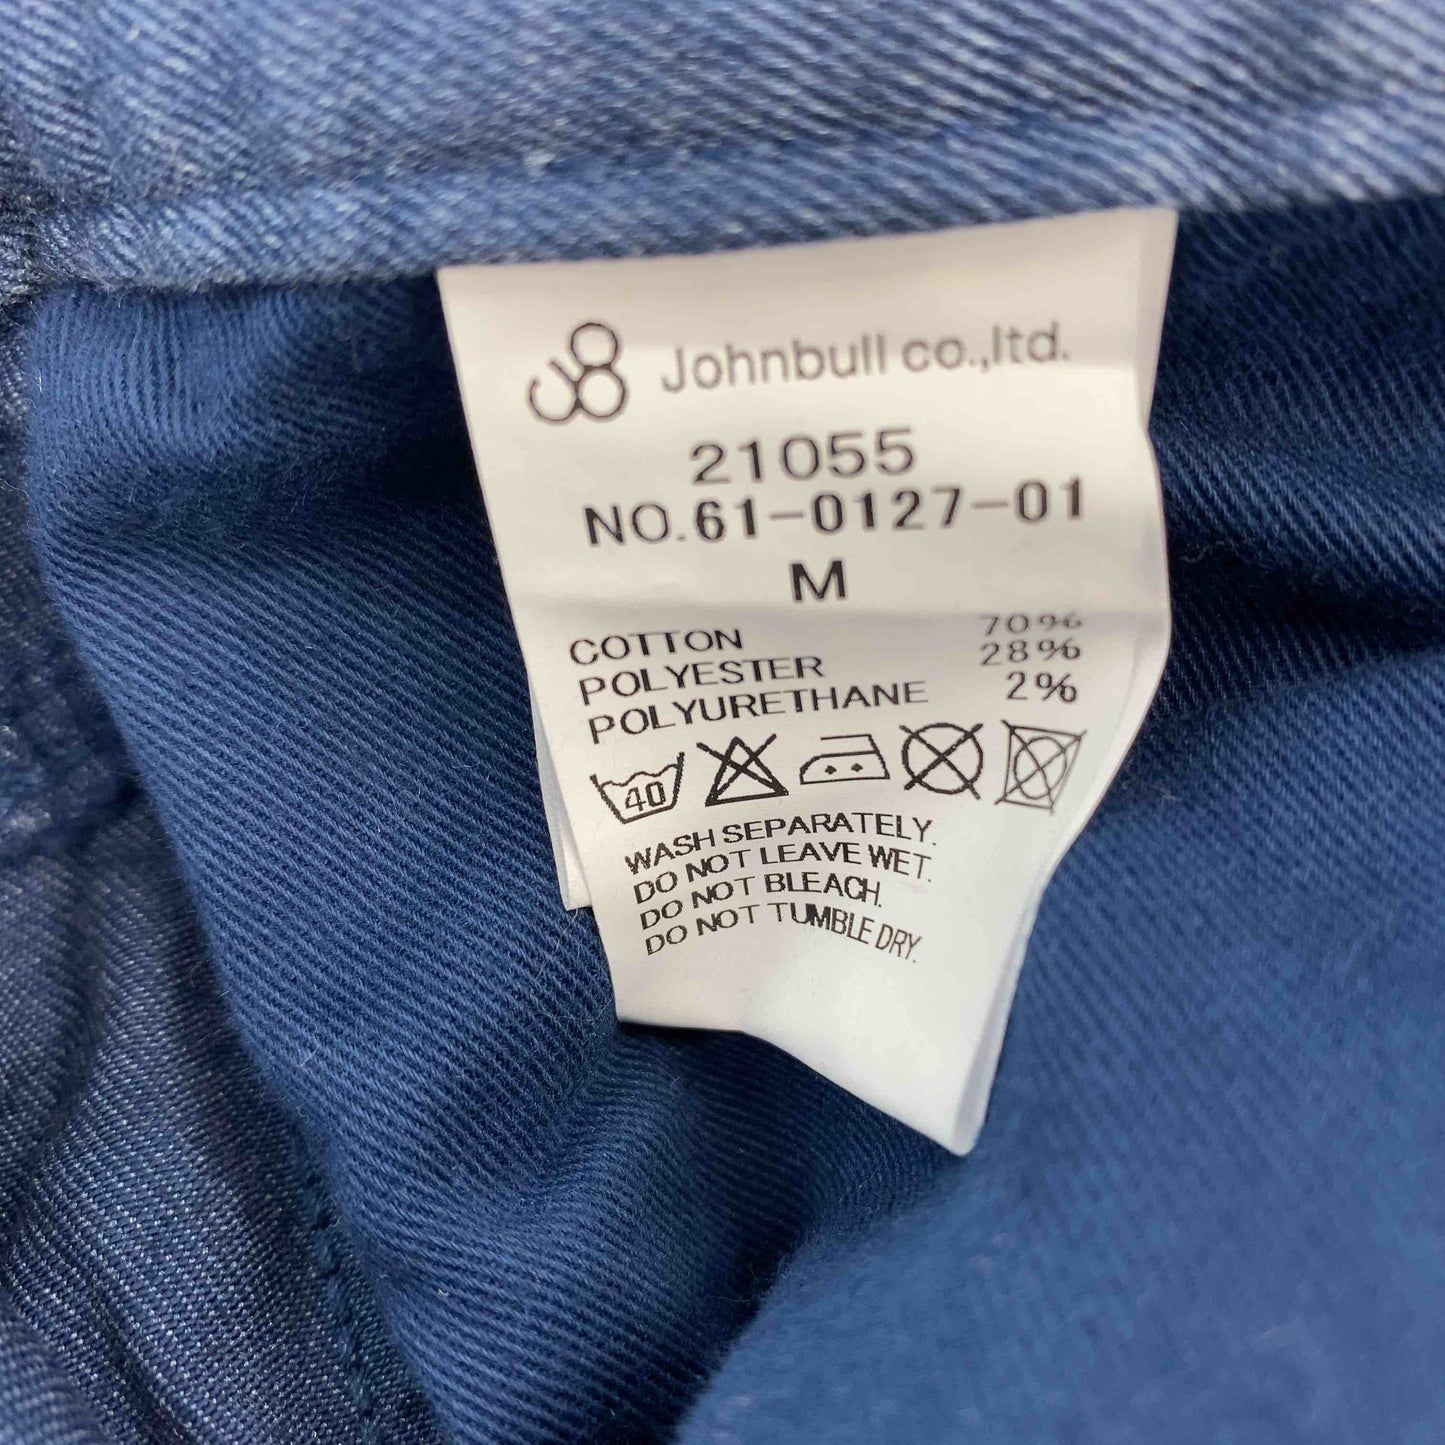 Johnbull co.,ltd.
21055
NO.61-0127-01
M
COTTON 70%
POLYESTER 28%
POLYURETHANE 2%
40
WASH SEPARATELY.
DO NOT LEAVE WET.
DO NOT BLEACH.
DO NOT TUMBLE DRY.